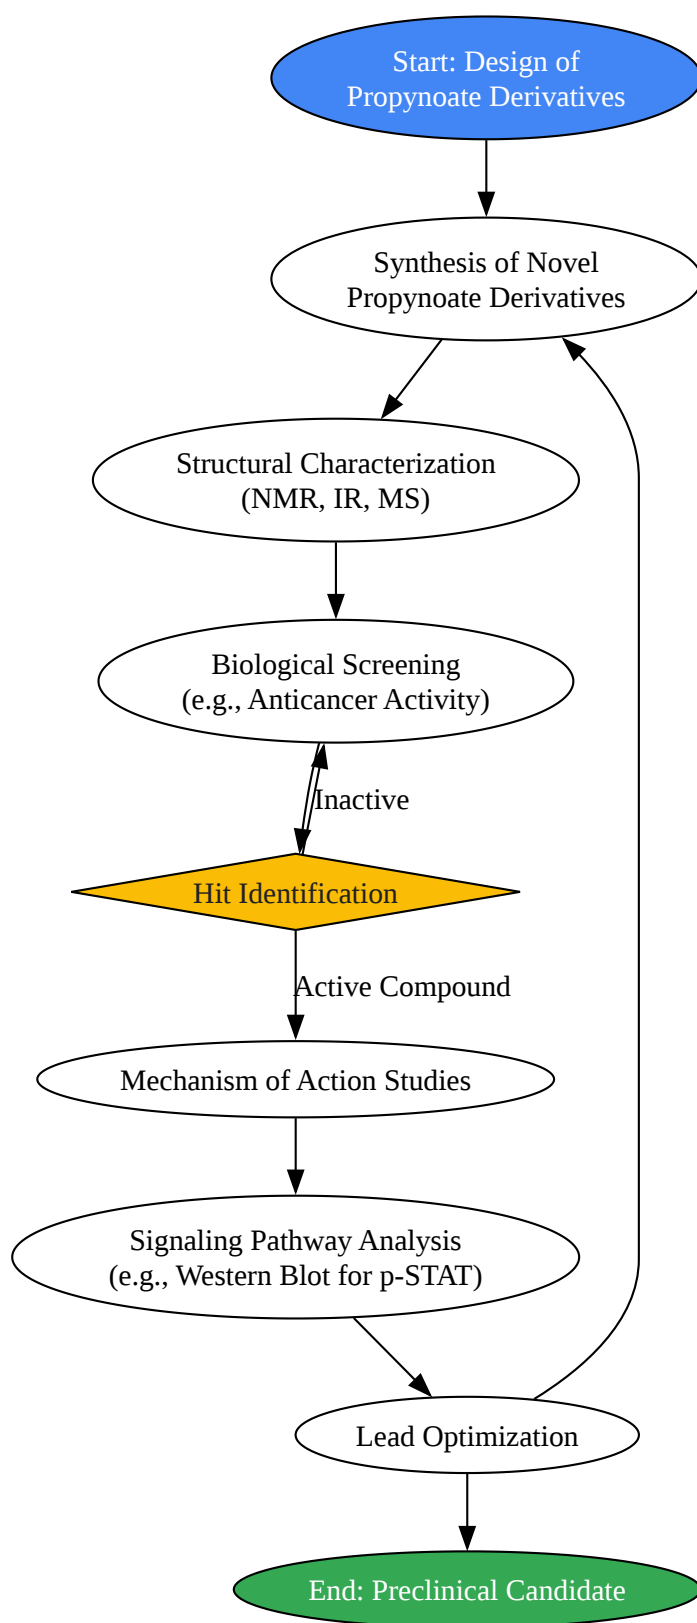 Start: Design of
Propynoate Derivatives
Synthesis of Novel
Propynoate Derivatives
Structural Characterization
(NMR, IR, MS)
Biological Screening
(e.g., Anticancer Activity)
Inactive
Hit Identification
Active Compound
Mechanism of Action Studies
Signaling Pathway Analysis
(e.g., Western Blot for p-STAT)
Lead Optimization
End: Preclinical Candidate